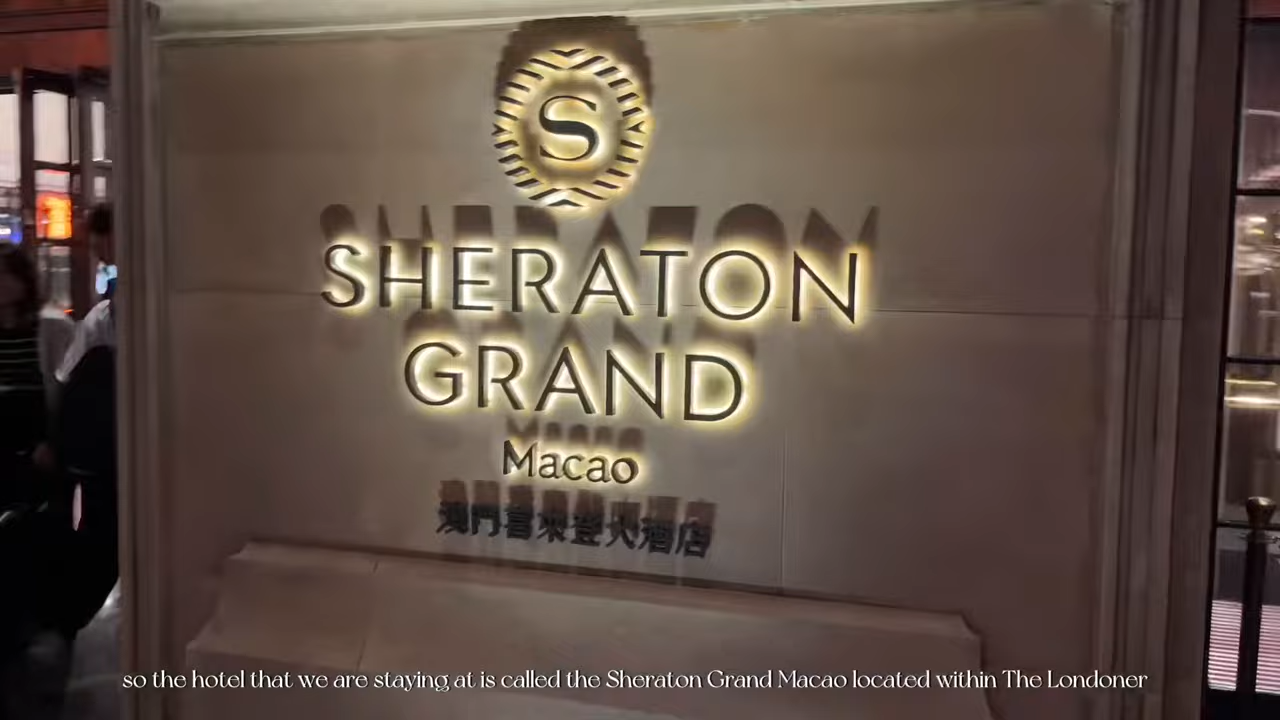 S
SHERATON
GRAND
Macao
澳門喜來登大酒店
so the hotel that we are staying at is called the Sheraton Grand Macao located within The Londoner